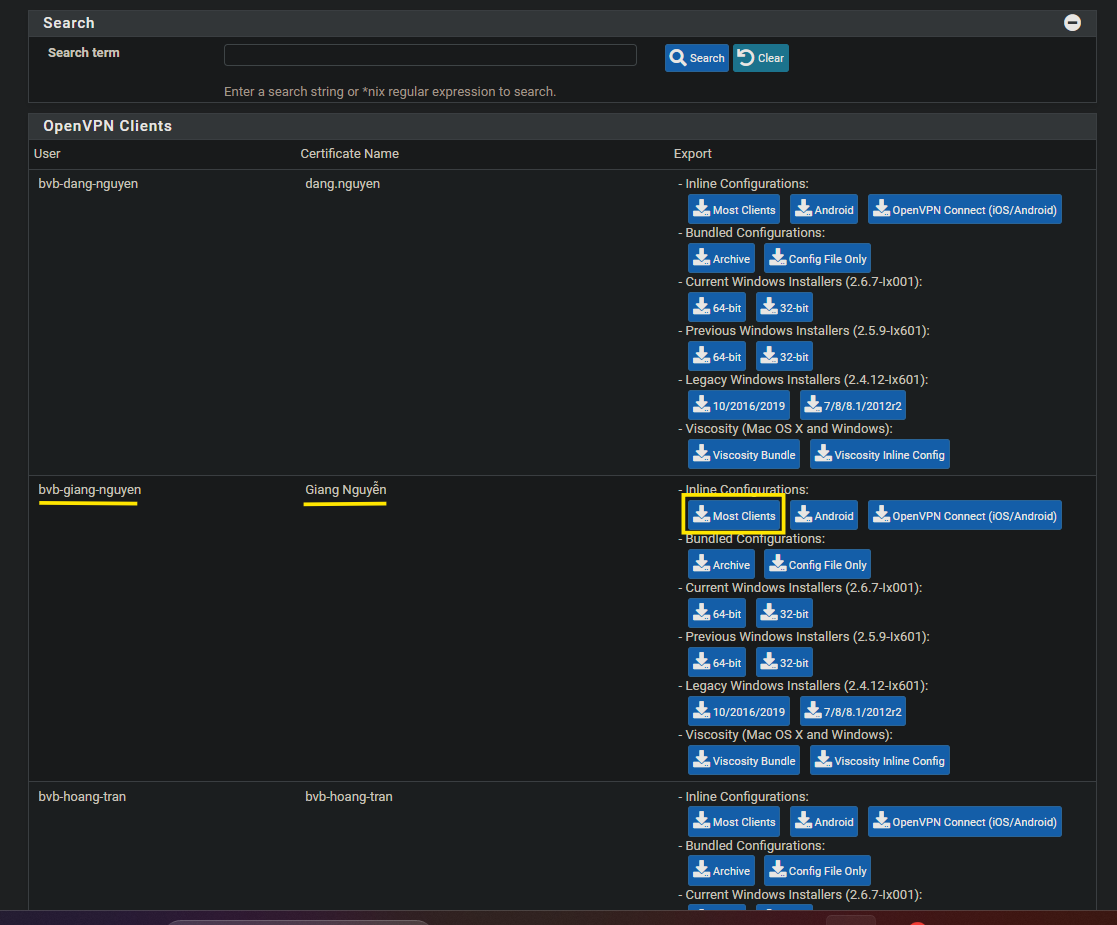 Search
Search term
Search Clear
Enter a search string or *nix regular expression to search.
OpenVPN Clients
User Certificate Name Export
bvb-dang-nguyen dang.nguyen - Inline Configurations:
Most Clients Android OpenVPN Connect (iOS/Android)
- Bundled Configurations:
Archive Config File Only
- Current Windows Installers (2.6.7-Ix001):
64-bit 32-bit
- Previous Windows Installers (2.5.9-Ix601):
64-bit 32-bit
- Legacy Windows Installers (2.4.12-Ix601):
10/2016/2019 7/8/8.1/2012r2
- Viscosity (Mac OS X and Windows):
Viscosity Bundle Viscosity Inline Config
bvb-giang-nguyen Giang Nguyễn - Inline Configurations:
Most Clients Android OpenVPN Connect (iOS/Android)
- Bundled Configurations:
Archive Config File Only
- Current Windows Installers (2.6.7-Ix001):
64-bit 32-bit
- Previous Windows Installers (2.5.9-Ix601):
64-bit 32-bit
- Legacy Windows Installers (2.4.12-Ix601):
10/2016/2019 7/8/8.1/2012r2
- Viscosity (Mac OS X and Windows):
Viscosity Bundle Viscosity Inline Config
bvb-hoang-tran bvb-hoang-tran - Inline Configurations:
Most Clients Android OpenVPN Connect (iOS/Android)
- Bundled Configurations:
Archive Config File Only
- Current Windows Installers (2.6.7-Ix001):